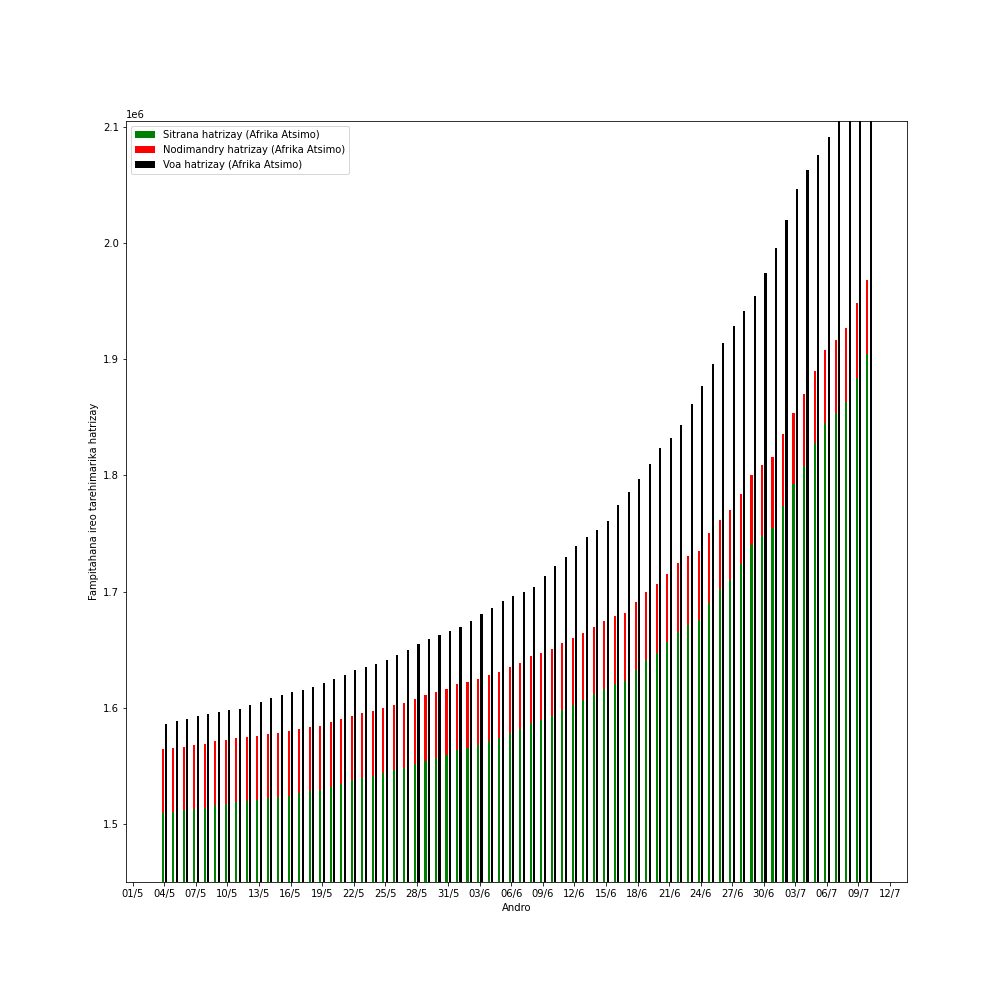 1e6
Sitrana hatrizay (Afrika Atsimo)
Nodimandry hatrizay (Afrika Atsimo)
Voa hatrizay (Afrika Atsimo)
2.1
2.0
1.9
1.8
1.7
1.6
1.5
Fampitahana ireo tarehimarika hatrizay
01/5 04/5 07/5 10/5 13/5 16/5 19/5 22/5 25/5 28/5 31/5 03/6 06/6 09/6 12/6 15/6 18/6 21/6 24/6 27/6 30/6 03/7 06/7 09/7 12/7
Andro